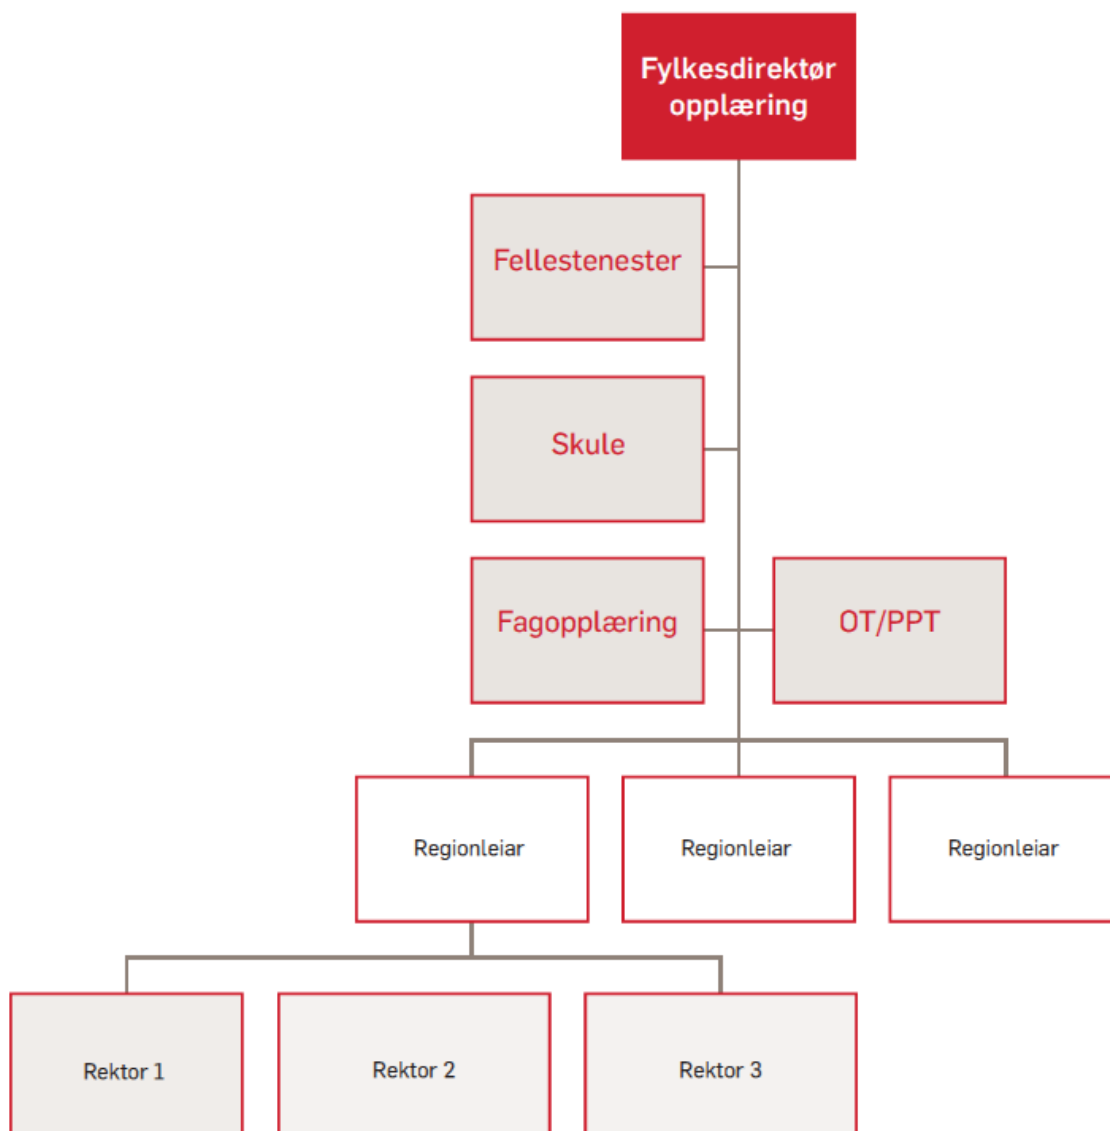 Fylkesdirektør
opplæring
Fellestenester
Skule
Fagopplæring
OT/PPT
Regionleiar
Regionleiar
Regionleiar
Rektor 1
Rektor 2
Rektor 3